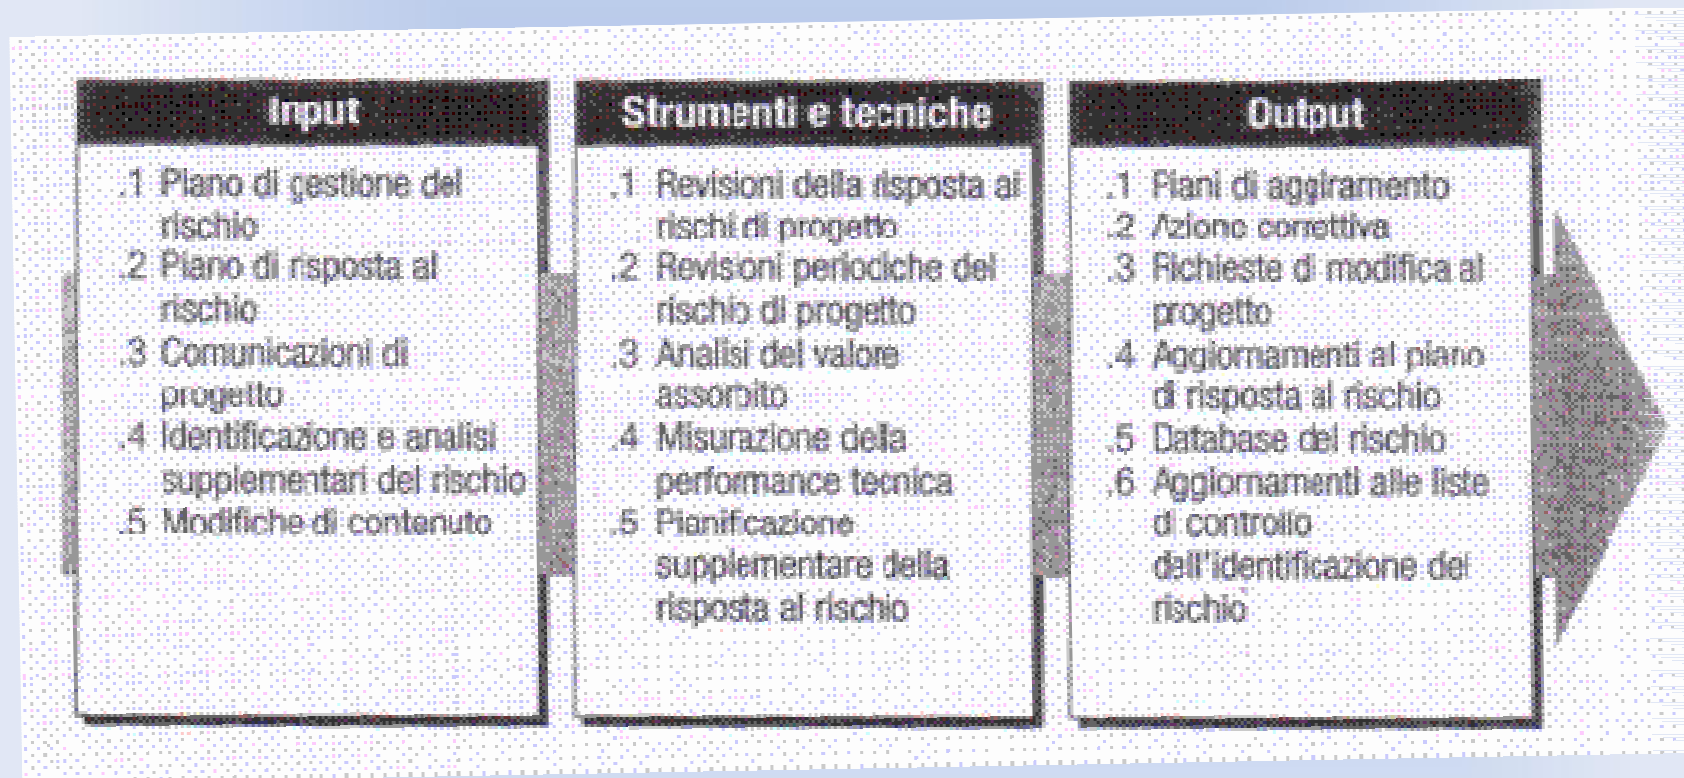 Input
.1 Piano di gestione del
rischio
.2 Piano di risposta al
rischio
.3 Comunicazioni di
progetto
.4 Identificazione e analisi
supplementari del rischio
.5 Modifiche di contenuto
Strumenti e tecniche
.1 Revisioni della risposta ai
rischi di progetto
.2 Revisioni periodiche del
rischio di progetto
.3 Analisi del valore
assorbito
.4 Misurazione della
performance tecnica
.5 Pianificazione
supplementare della
risposta al rischio
Output
.1 Piani di aggiramento
.2 Azione correttiva
.3 Richieste di modifica al
progetto
.4 Aggiornamenti al piano
di risposta al rischio
.5 Database del rischio
.6 Aggiornamenti alle liste
di controllo
dell'identificazione del
rischio